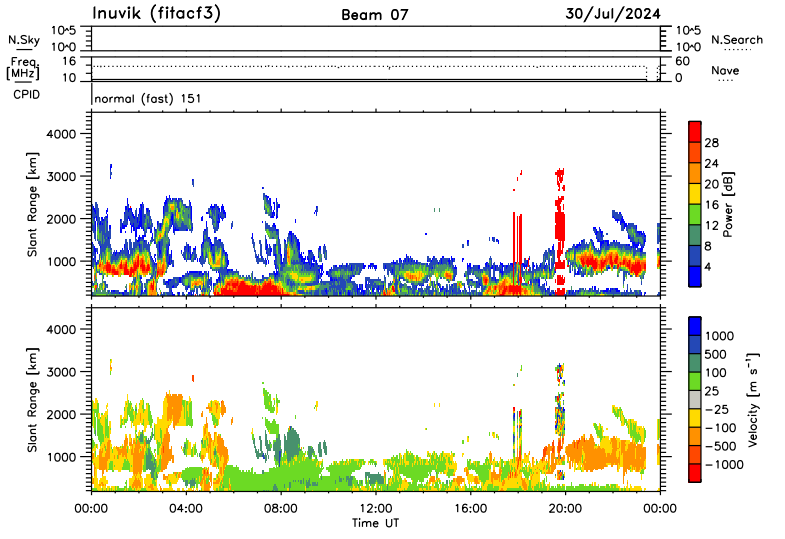 Inuvik (fitacf3) Beam 07 30/Jul/2024
10^5 10^5
N.Sky N.Search
10^0 10^0
16 60
Freq.
[MHz] Nave
10 0
CPID
normal (fast) 151
4000
3000
2000
1000
Slant Range [km]
28
24
20
16
12
8
4
Power [dB]
4000
3000
2000
1000
Slant Range [km]
1000
500
100
25
−25
−100
−500
−1000
Velocity [m s⁻¹]
00:00 04:00 08:00 12:00 16:00 20:00 00:00
Time UT